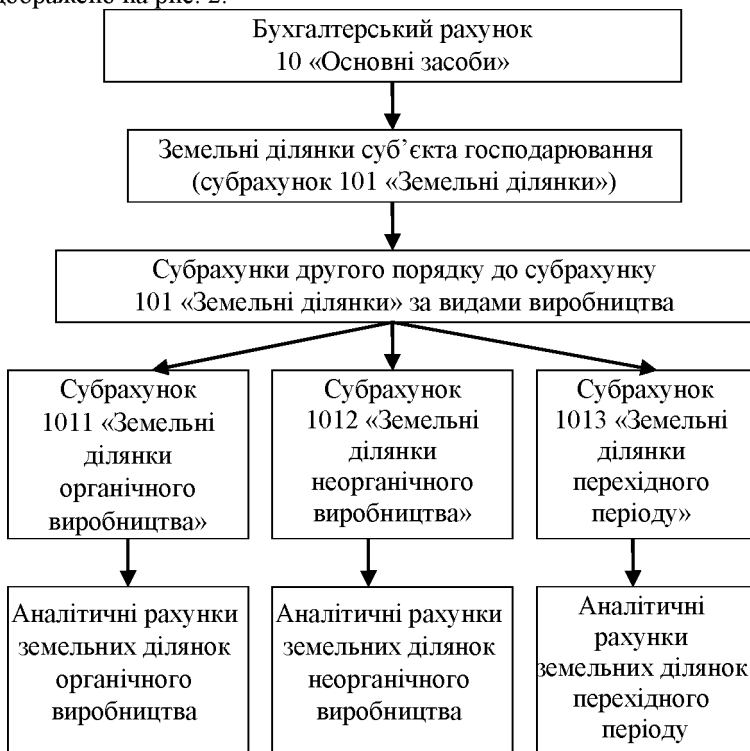 на рис. 2.
Бухгалтерський рахунок
10 «Основні засоби»
Земельні ділянки суб’єкта господарювання
(субрахунок 101 «Земельні ділянки»)
Субрахунки другого порядку до субрахунку
101 «Земельні ділянки» за видами виробництва
Субрахунок
1011 «Земельні
ділянки
органічного
виробництва»
Субрахунок
1012 «Земельні
ділянки
неорганічного
виробництва»
Субрахунок
1013 «Земельні
ділянки
перехідного
періоду»
Аналітичні рахунки
земельних ділянок
органічного
виробництва
Аналітичні рахунки
земельних ділянок
неорганічного
виробництва
Аналітичні
рахунки
земельних ділянок
перехідного
періоду